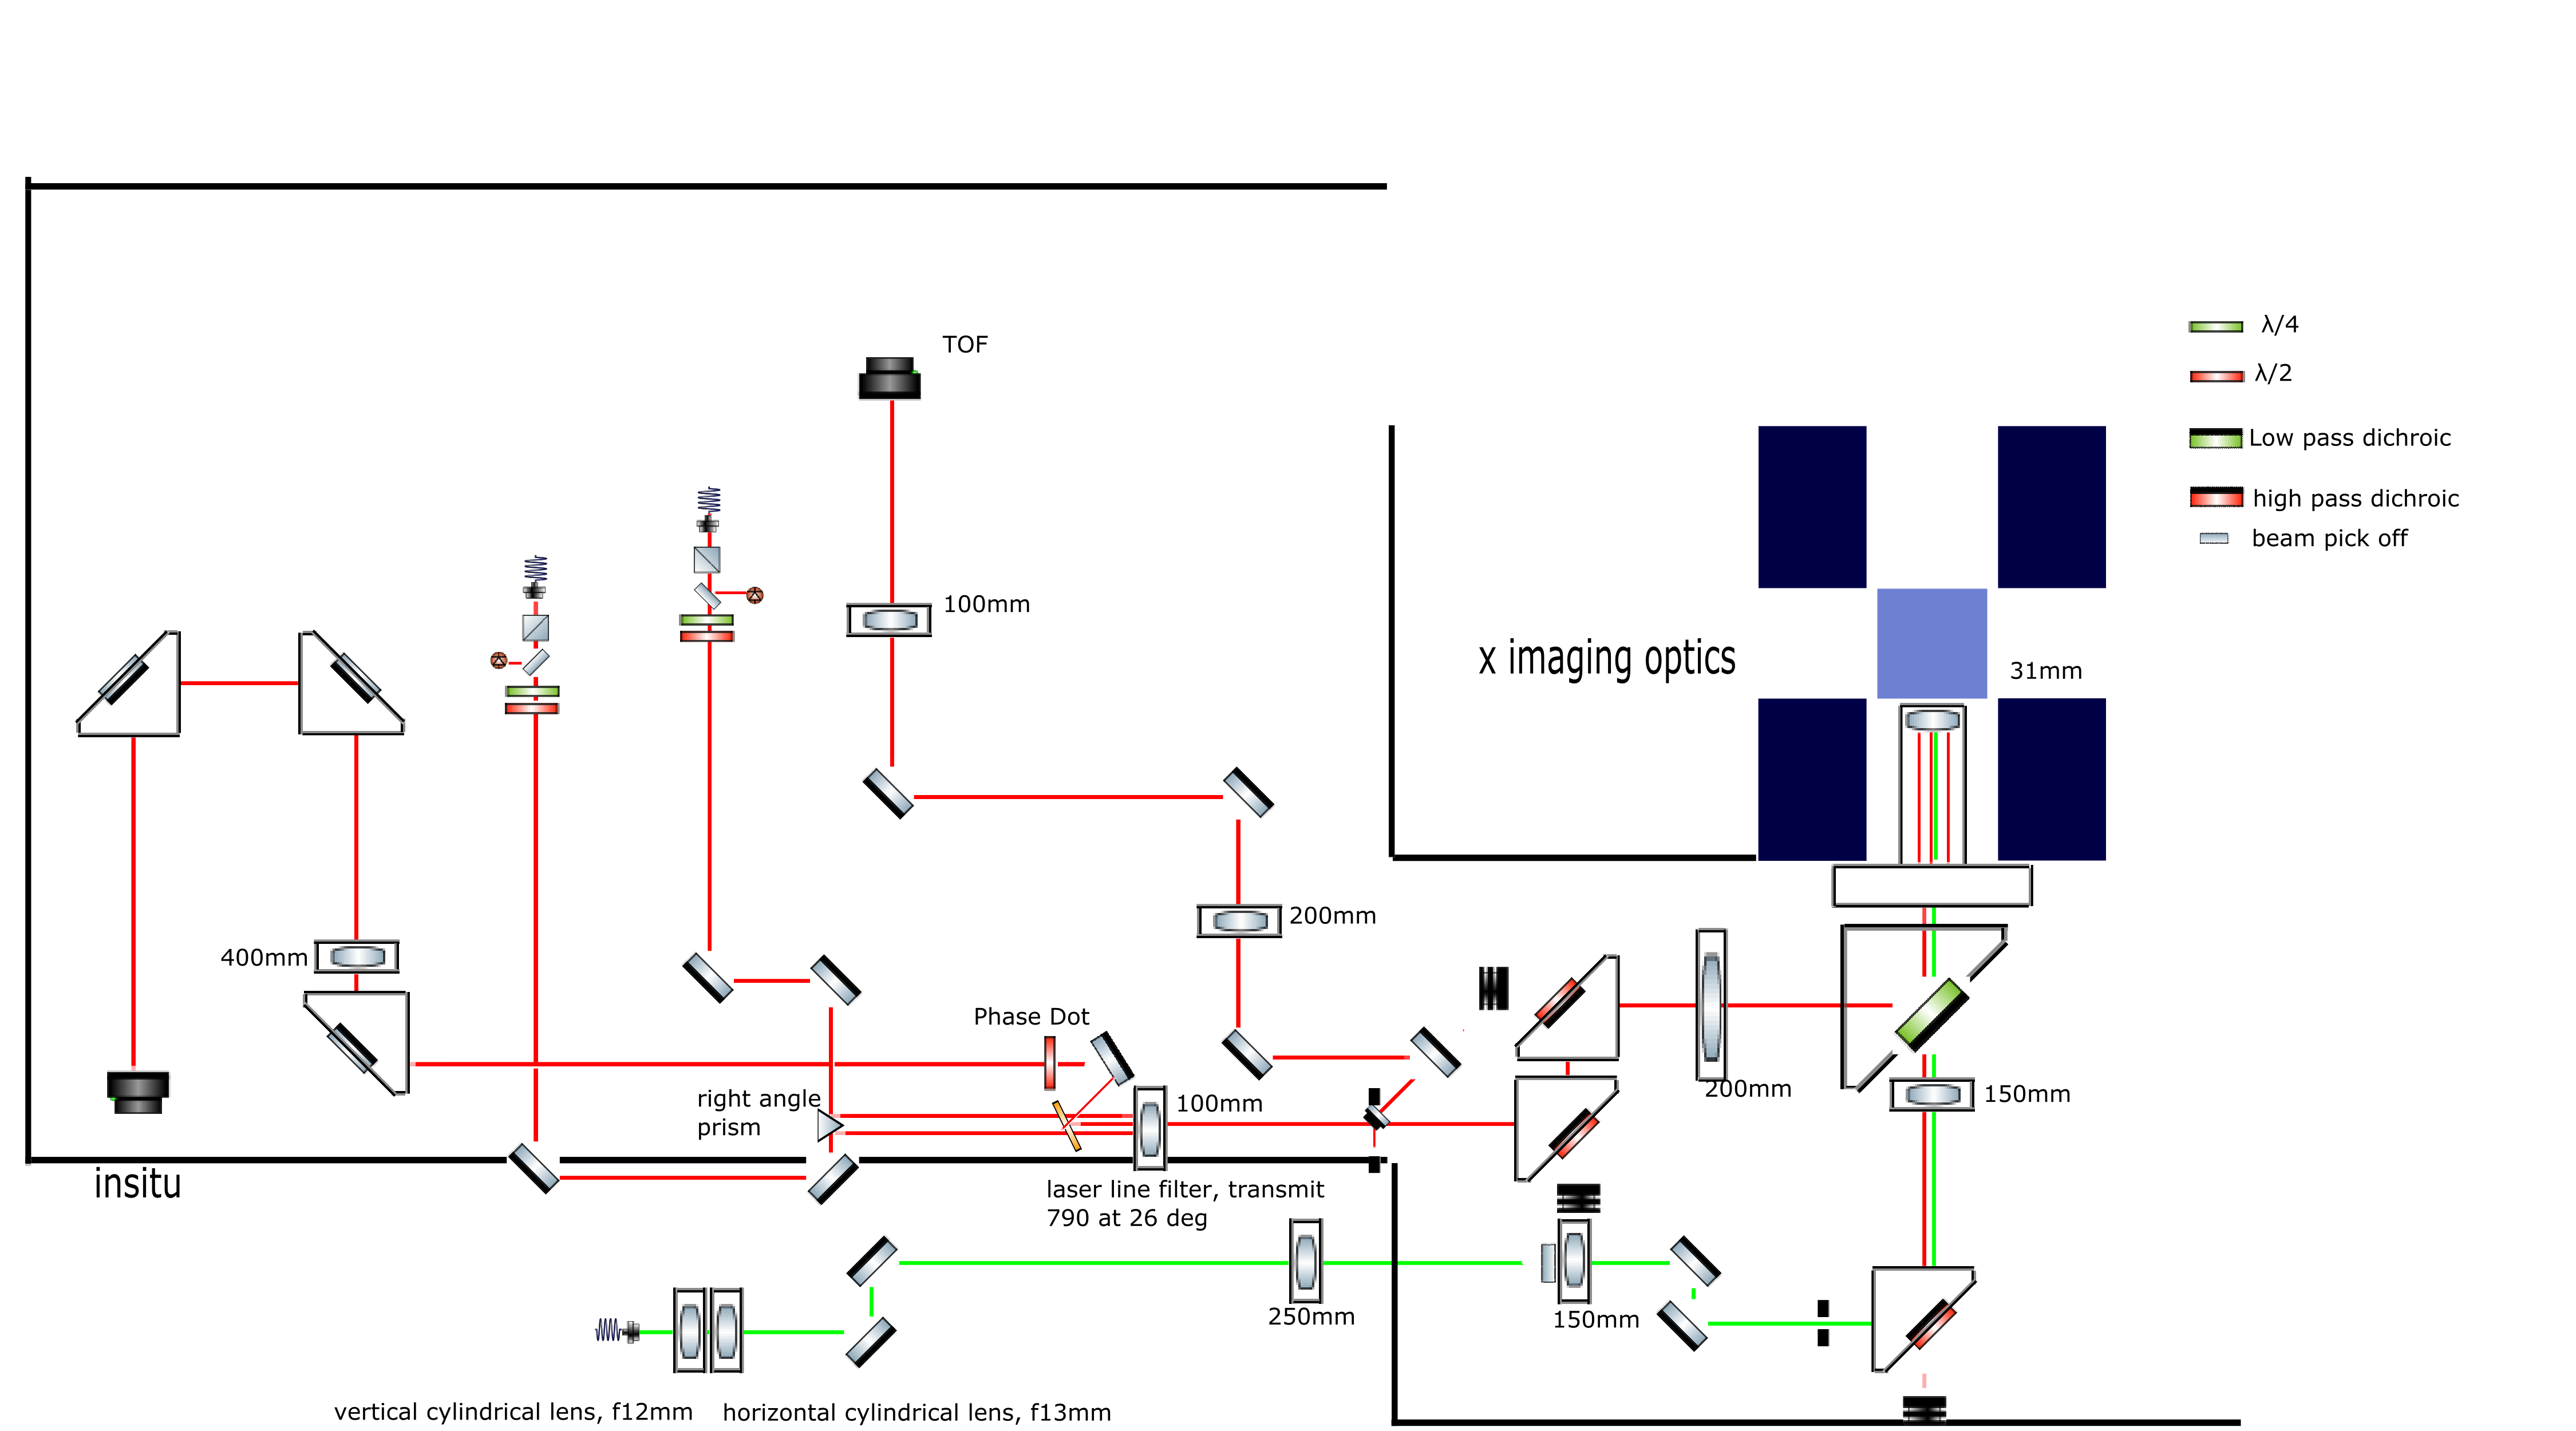 TOF
λ/4
λ/2
Low pass dichroic
high pass dichroic
beam pick off
100mm
x imaging optics
31mm
200mm
400mm
Phase Dot
right angle
prism
100mm
200mm
150mm
insitu
laser line filter, transmit
790 at 26 deg
250mm
150mm
vertical cylindrical lens, f12mm
horizontal cylindrical lens, f13mm